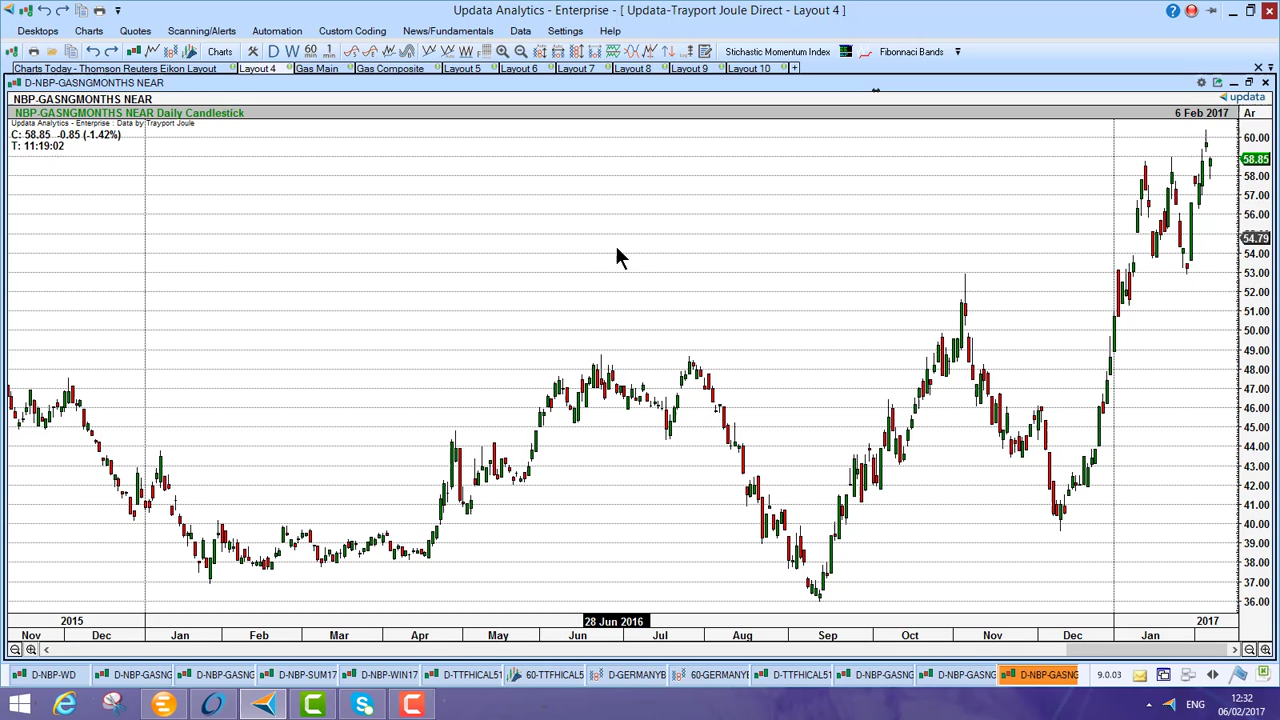 Updata Analytics - Enterprise - [ Updata-Trayport Joule Direct - Layout 4 ]
Desktops Charts Quotes Scanning/Alerts Automation Custom Coding News/Fundamentals Data Settings Help
Charts D W 60 min 1 Stochastic Momentum Index Fibonacci Bands
Charts Today - Thomson Reuters Eikon Layout Layout 4 Gas Main Gas Composite Layout 5 Layout 6 Layout 7 Layout 8 Layout 9 Layout 10 +
D-NBP-GASNGMONTHS NEAR
NBP-GASNGMONTHS NEAR updata
NBP-GASNGMONTHS NEAR Daily Candlestick 6 Feb 2017 Ar
Updata Analytics - Enterprise : Data by Trayport Joule
C: 58.85 -0.85 (-1.42%)
T: 11:19:02
60.00
58.85
58.00
57.00
56.00
54.79
54.00
53.00
52.00
51.00
50.00
49.00
48.00
47.00
46.00
45.00
44.00
43.00
42.00
41.00
40.00
39.00
38.00
37.00
36.00
2015 28 Jun 2016 2017
Nov Dec Jan Feb Mar Apr May Jun Jul Aug Sep Oct Nov Dec Jan
D-NBP-WD D-NBP-GASNG D-NBP-GASNG D-NBP-SUM17 D-NBP-WIN17 D-TTFHICAL51 60-TTFHICAL5 D-GERMANYB 60-GERMANY D-TTFHICAL51 D-NBP-GASNG D-NBP-GASNG D-NBP-GASNG 9.0.03
ENG 12:32
06/02/2017